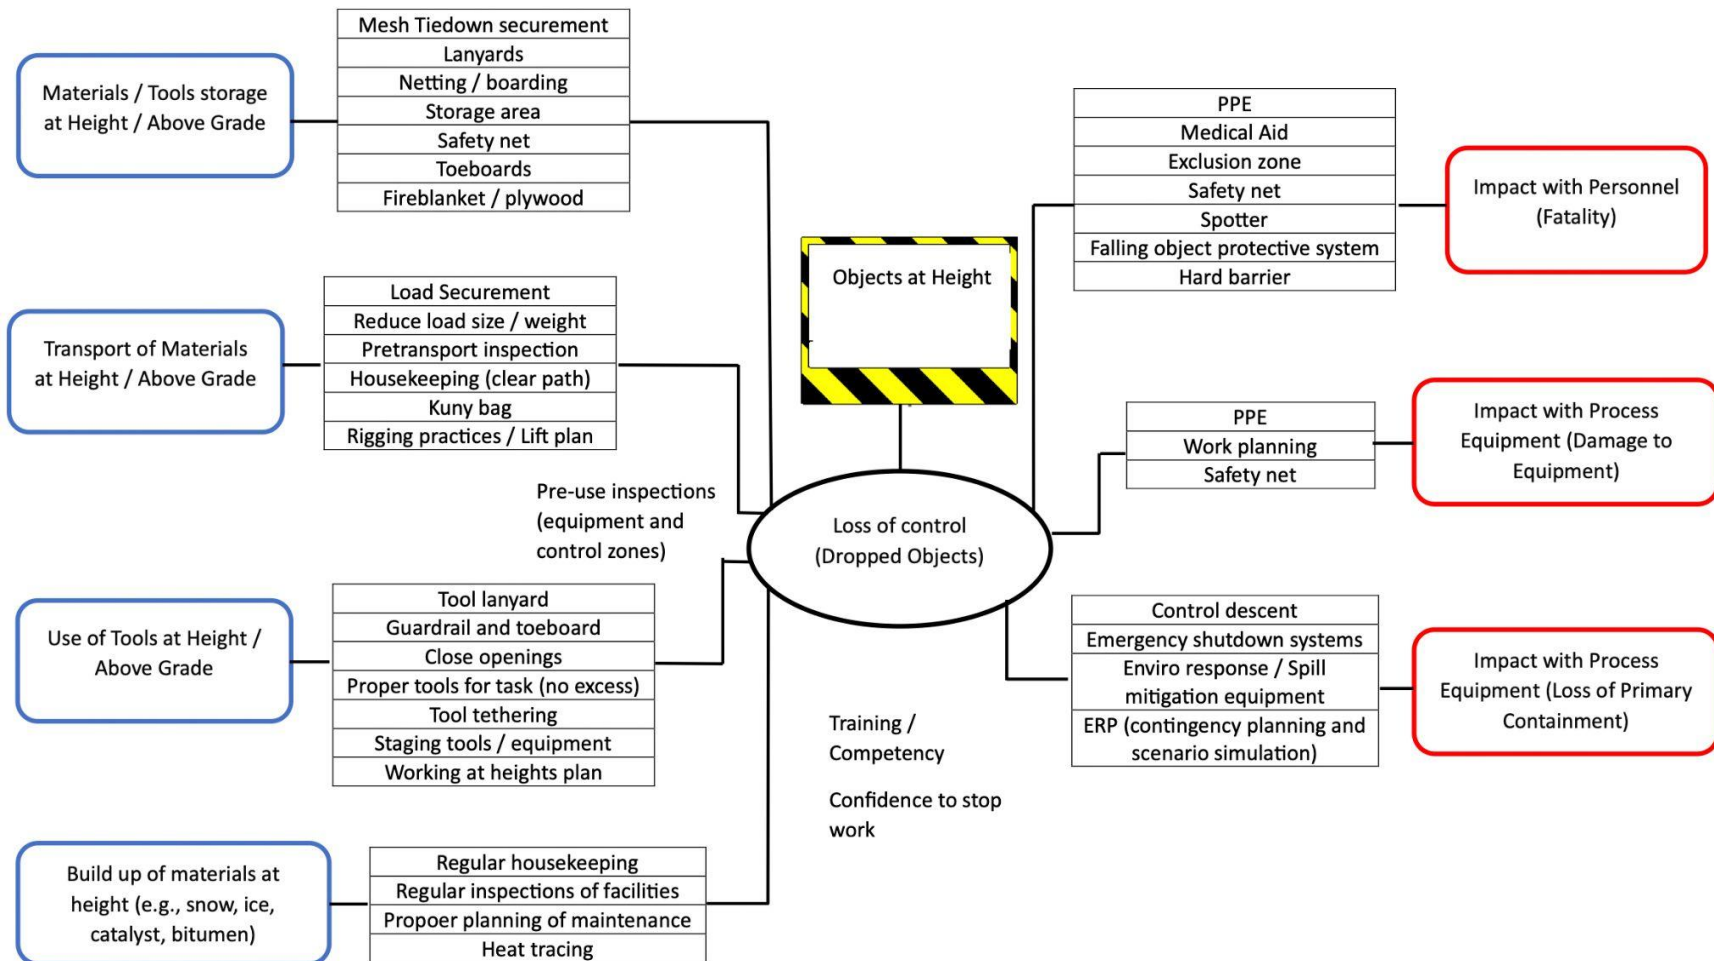 Materials / Tools storage
at Height / Above Grade
Mesh Tiedown securement
Lanyards
Netting / boarding
Storage area
Safety net
Toeboards
Fireblanket / plywood
Transport of Materials
at Height / Above Grade
Load Securement
Reduce load size / weight
Pretransport inspection
Housekeeping (clear path)
Kuny bag
Rigging practices / Lift plan
Pre-use inspections
(equipment and
control zones)
Use of Tools at Height /
Above Grade
Tool lanyard
Guardrail and toeboard
Close openings
Proper tools for task (no excess)
Tool tethering
Staging tools / equipment
Working at heights plan
Build up of materials at
height (e.g., snow, ice,
catalyst, bitumen)
Regular housekeeping
Regular inspections of facilities
Propoer planning of maintenance
Heat tracing
Objects at Height
Loss of control
(Dropped Objects)
Training /
Competency
Confidence to stop
work
PPE
Medical Aid
Exclusion zone
Safety net
Spotter
Falling object protective system
Hard barrier
Impact with Personnel
(Fatality)
PPE
Work planning
Safety net
Impact with Process
Equipment (Damage to
Equipment)
Control descent
Emergency shutdown systems
Enviro response / Spill
mitigation equipment
ERP (contingency planning and
scenario simulation)
Impact with Process
Equipment (Loss of Primary
Containment)